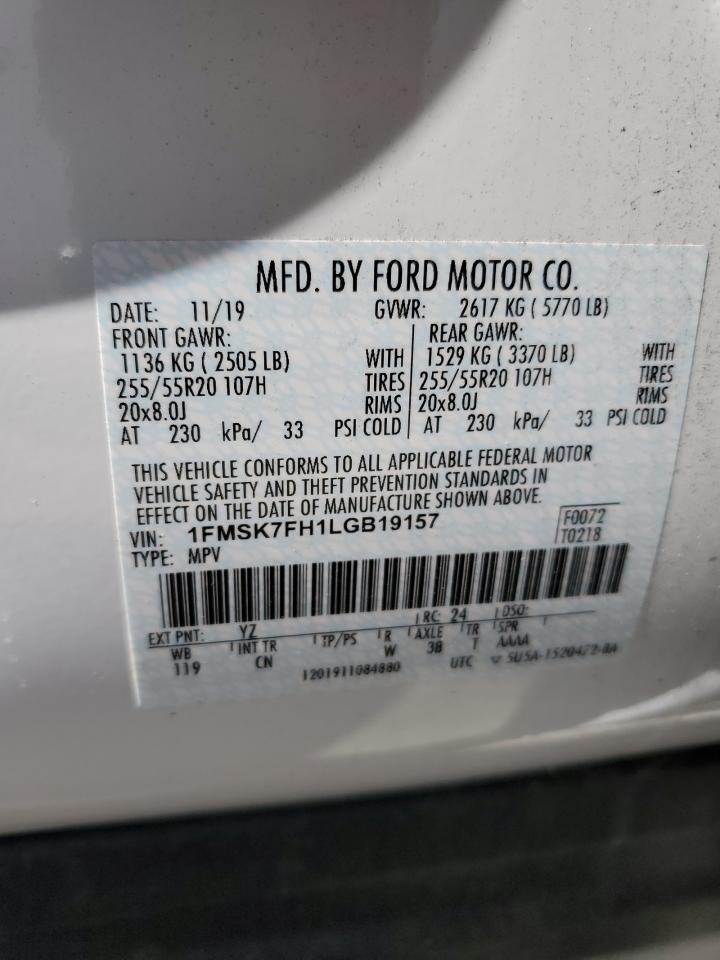 MFD. BY FORD MOTOR CO.
DATE: 11/19 GVWR: 2617 KG ( 5770 LB)
FRONT GAWR: REAR GAWR:
1136 KG ( 2505 LB) WITH 1529 KG ( 3370 LB) WITH
255/55R20 107H TIRES 255/55R20 107H TIRES
20x8.0J RIMS 20x8.0J RIMS
AT 230 kPa/ 33 PSI COLD AT 230 kPa/ 33 PSI COLD
THIS VEHICLE CONFORMS TO ALL APPLICABLE FEDERAL MOTOR
VEHICLE SAFETY AND THEFT PREVENTION STANDARDS IN
EFFECT ON THE DATE OF MANUFACTURE SHOWN ABOVE.
VIN: 1FMSK7FH1LGB19157 F0072
TYPE: MPV T0218
EXT PNT: YZ RC: 24 DSO:
WB INT TR TP/PS R AXLE TR SPR
119 CN W 38 T AAAA
1201911084880 UTC